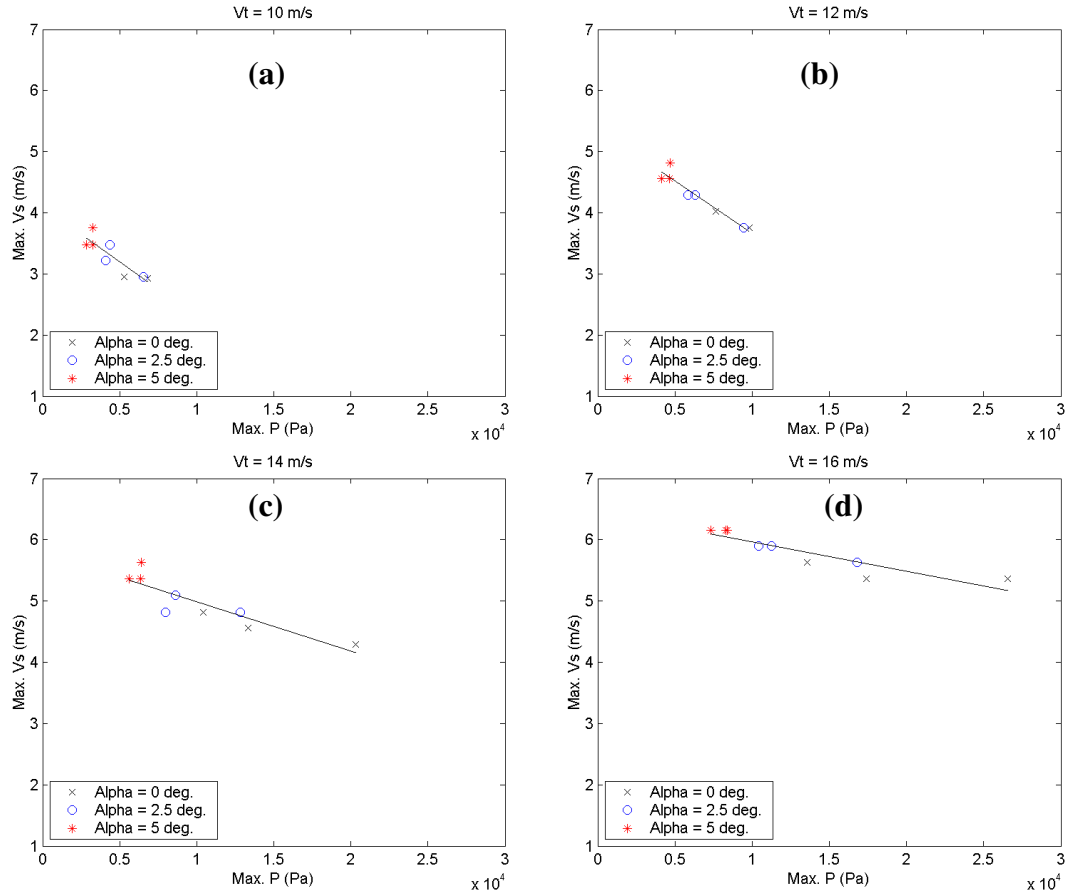 Vt = 10 m/s
(a)
7
6
5
4
3
2
1
Max. Vs (m/s)
Alpha = 0 deg.
Alpha = 2.5 deg.
Alpha = 5 deg.
0 0.5 1 1.5 2 2.5 3
Max. P (Pa)
x 10^4
Vt = 12 m/s
(b)
7
6
5
4
3
2
1
Max. Vs (m/s)
Alpha = 0 deg.
Alpha = 2.5 deg.
Alpha = 5 deg.
0 0.5 1 1.5 2 2.5 3
Max. P (Pa)
x 10^4
Vt = 14 m/s
(c)
7
6
5
4
3
2
1
Max. Vs (m/s)
Alpha = 0 deg.
Alpha = 2.5 deg.
Alpha = 5 deg.
0 0.5 1 1.5 2 2.5 3
Max. P (Pa)
x 10^4
Vt = 16 m/s
(d)
7
6
5
4
3
2
1
Max. Vs (m/s)
Alpha = 0 deg.
Alpha = 2.5 deg.
Alpha = 5 deg.
0 0.5 1 1.5 2 2.5 3
Max. P (Pa)
x 10^4